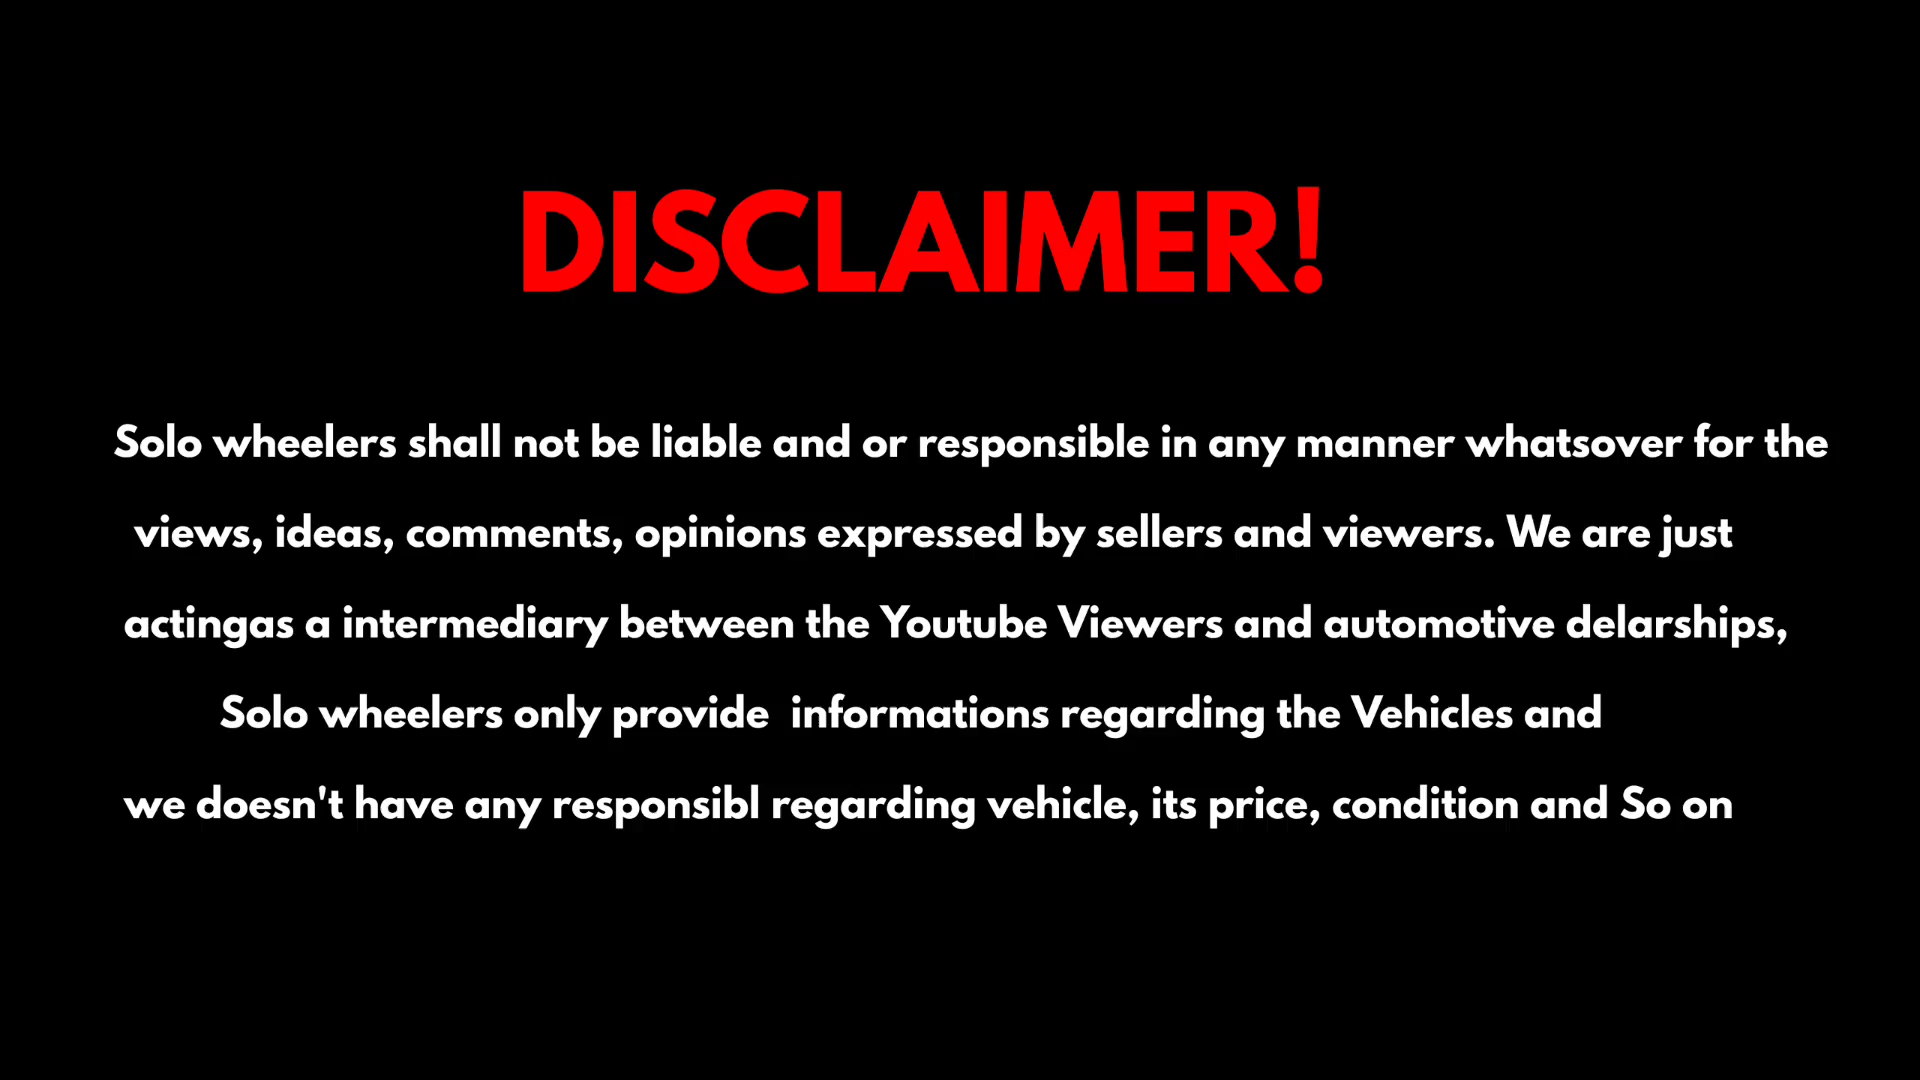 DISCLAIMER!
Solo wheelers shall not be liable and or responsible in any manner whatsover for the
views, ideas, comments, opinions expressed by sellers and viewers. We are just
actingas a intermediary between the Youtube Viewers and automotive delarships,
Solo wheelers only provide  informations regarding the Vehicles and
we doesn't have any responsibl regarding vehicle, its price, condition and So on